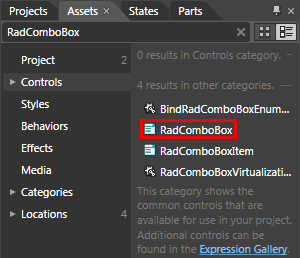 Projects Assets States Parts
RadComboBox
Project 2
Controls
Styles
Behaviors
Effects
Media
Categories
Locations 4
0 results in Controls category.
4 results in other categories.
BindRadComboBoxEnum...
RadComboBox
RadComboBoxItem
RadComboBoxVirtualizat...
This category shows the
common controls that are
available for use in your project.
Additional controls can be
found in the Expression Gallery.